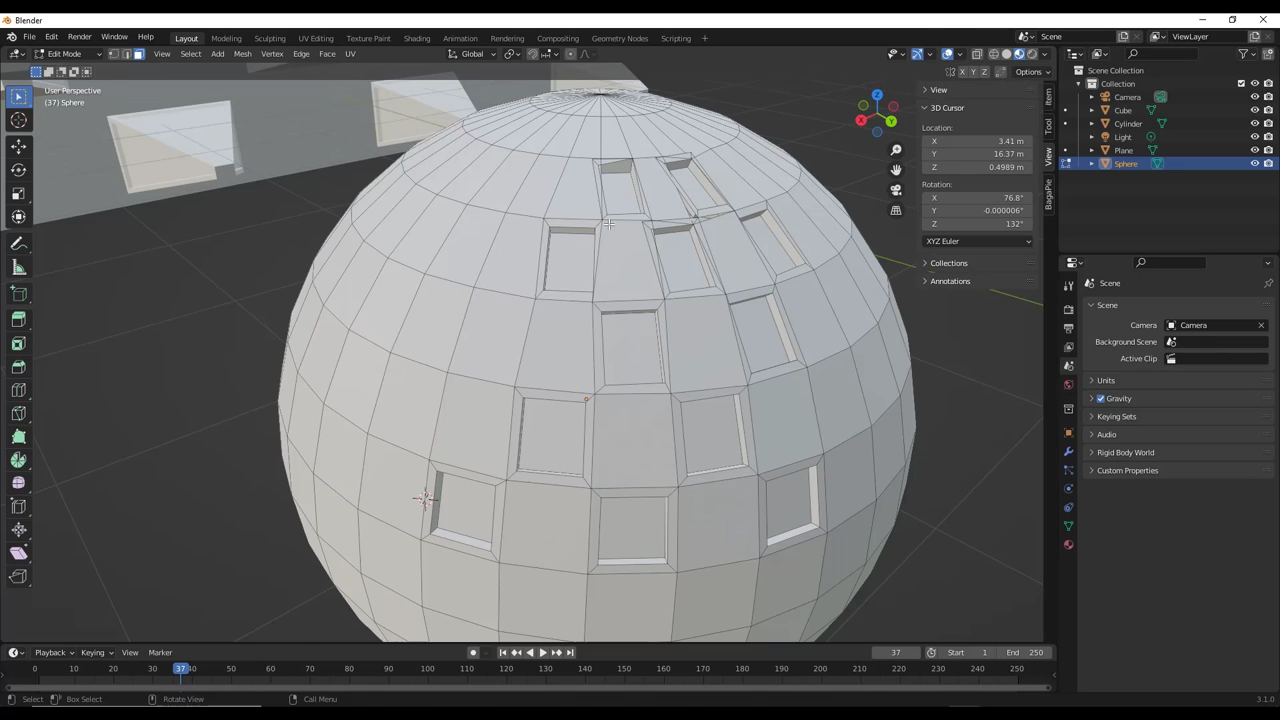 Blender
File Edit Render Window Help Layout Modeling Sculpting UV Editing Texture Paint Shading Animation Rendering Compositing Geometry Nodes Scripting Scene ViewLayer
Edit Mode View Select Add Mesh Vertex Edge Face UV Global
X Y Z Options
User Perspective
(37) Sphere
Z
X
Y
View
3D Cursor
Location:
X 3.41 m
Y 16.37 m
Z 0.4989 m
Rotation:
X 76.8°
Y -0.000006°
Z 132°
XYZ Euler
Collections
Annotations
Item
Tool
View
BagaPie
Scene Collection
Collection
Camera
Cube
Cylinder
Light
Plane
Sphere
Scene
Scene
Camera Camera
Background Scene
Active Clip
Units
Gravity
Keying Sets
Audio
Rigid Body World
Custom Properties
Playback Keying View Marker 37 Start 1 End 250
0 10 20 30 37 40 50 60 70 80 90 100 110 120 130 140 150 160 170 180 190 200 210 220 230 240 250
Select Box Select Rotate View Call Menu 3.1.0